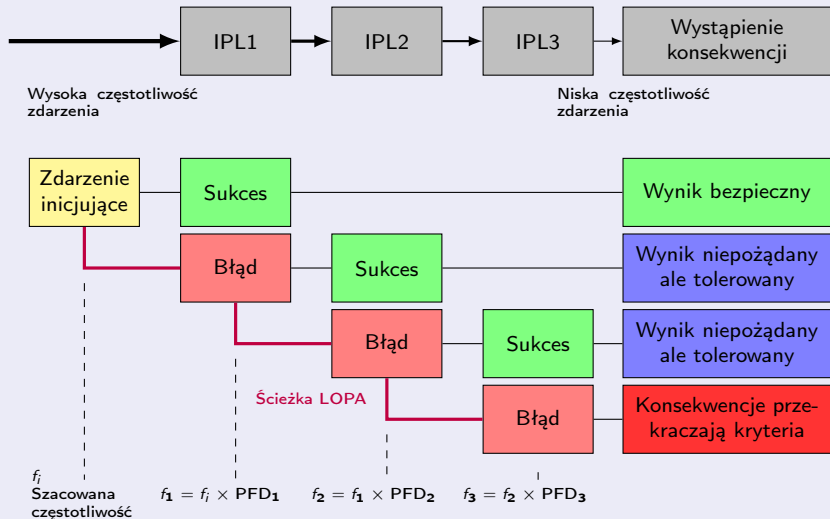 IPL1
IPL2
IPL3
Wystąpienie
konsekwencji
Wysoka częstotliwość
zdarzenia
Niska częstotliwość
zdarzenia
Zdarzenie
inicjujące
Sukces
Wynik bezpieczny
Błąd
Sukces
Wynik niepożądany
ale tolerowany
Błąd
Sukces
Wynik niepożądany
ale tolerowany
Ścieżka LOPA
Błąd
Konsekwencje prze-
kraczają kryteria
fᵢ
Szacowana
częstotliwość
f₁ = fᵢ × PFD₁
f₂ = f₁ × PFD₂
f₃ = f₂ × PFD₃